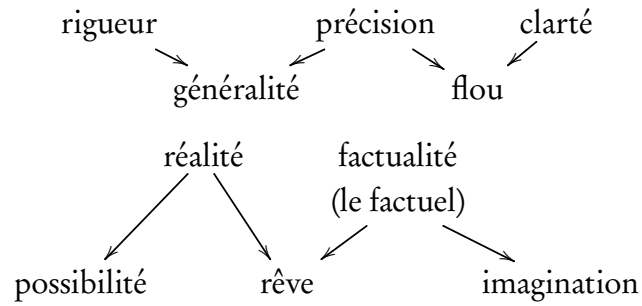 rigueur précision clarté
généralité flou
réalité factualité
(le factuel)
possibilité rêve imagination